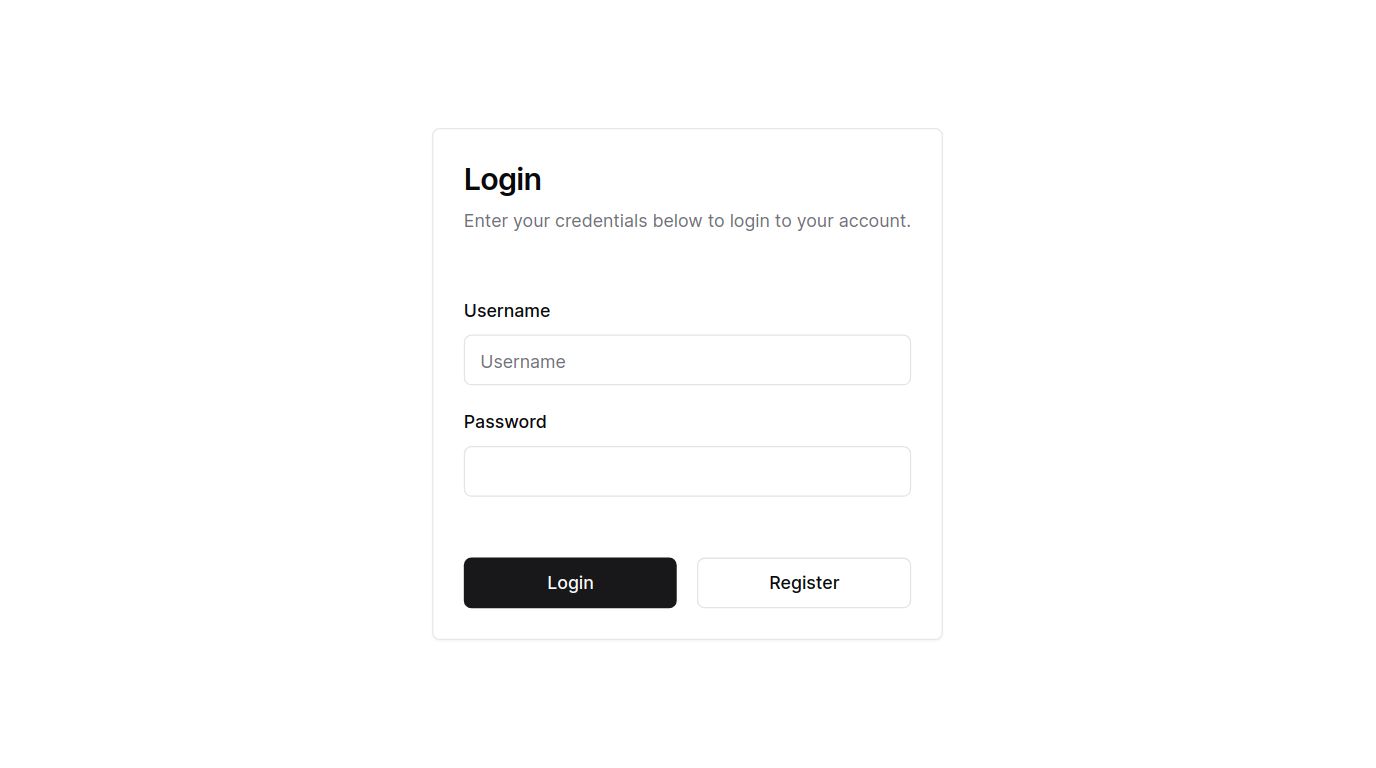 Login
Enter your credentials below to login to your account.
Username
Username
Password
Login
Register